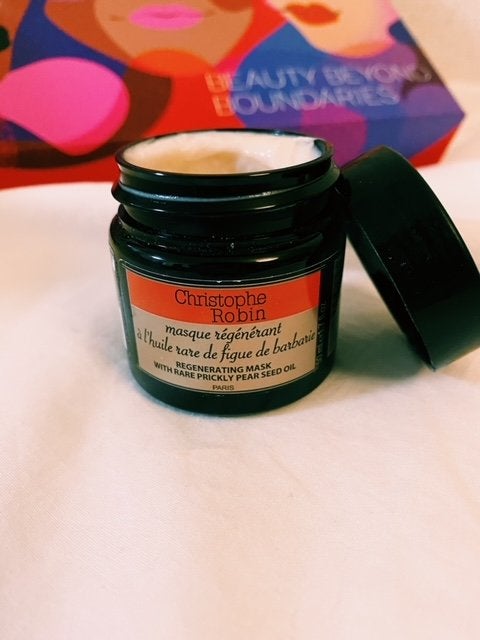 BEAUTY BEYOND
BOUNDARIES
Christophe
Robin
masque régénérant
à l'huile rare de figue de barbarie
REGENERATING MASK
WITH RARE PRICKLY PEAR SEED OIL
PARIS